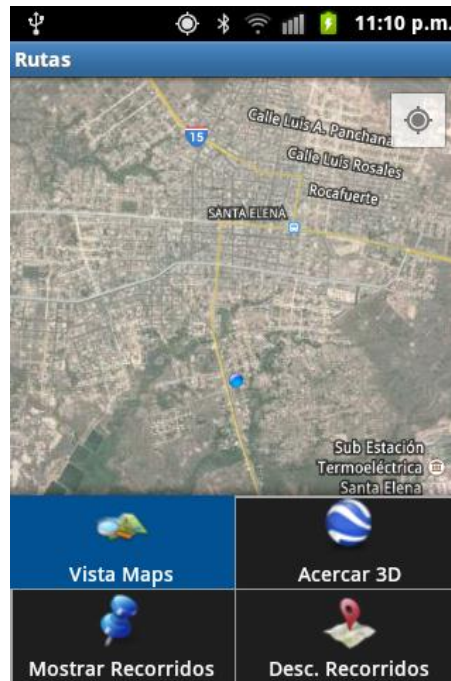 11:10 p.m.
Rutas
Calle Luis A. Panchana
15
Calle Luis Rosales
Rocafuerte
SANTA ELENA
Sub Estación
Termoeléctrica
Santa Elena
Vista Maps
Acercar 3D
Mostrar Recorridos
Desc. Recorridos